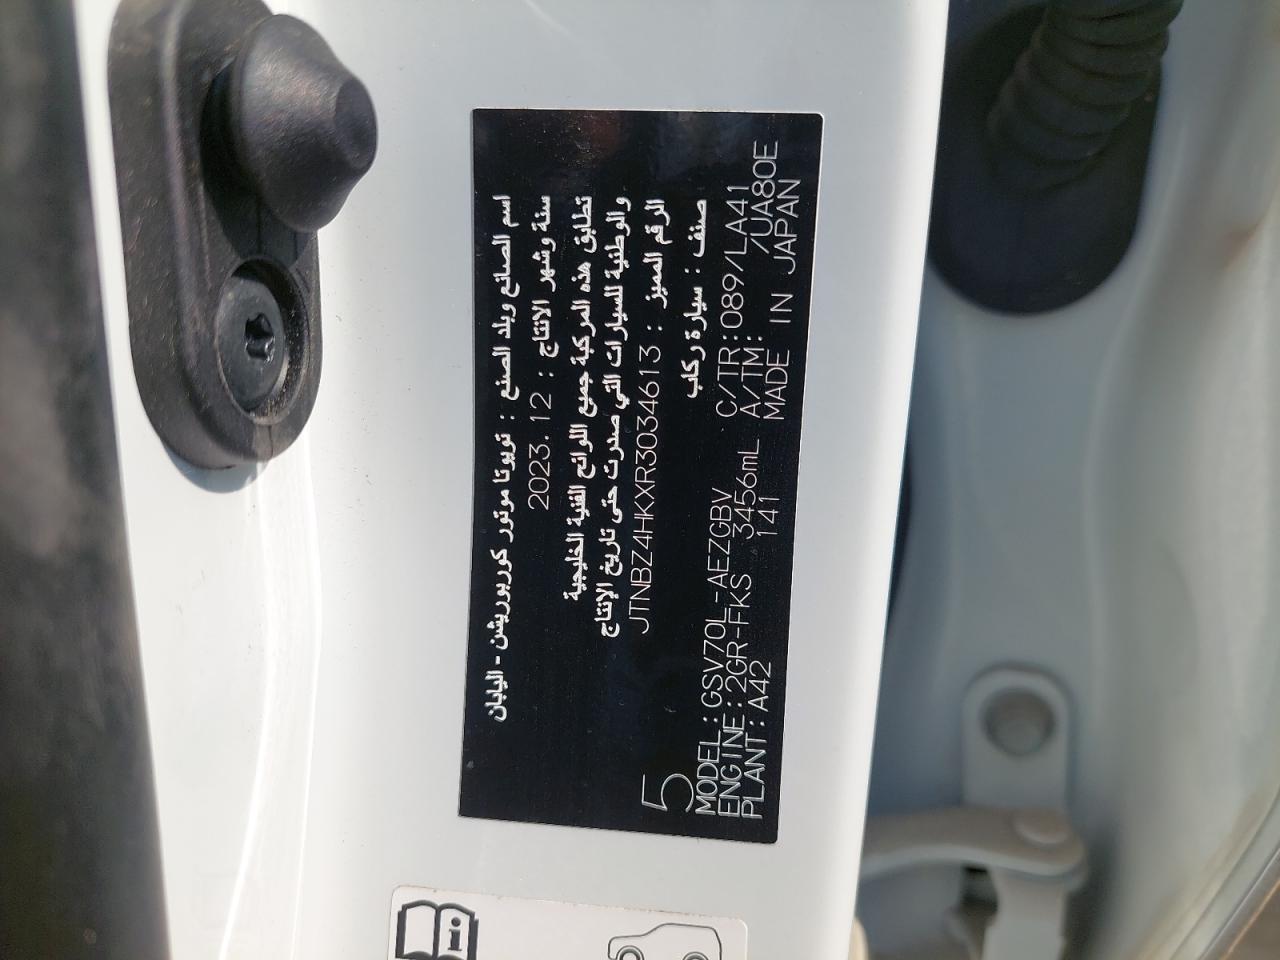 اسم الصانع وبلد الصنع : تويوتا موتور كوربوريشن - اليابان
سنة وشهر الانتاج : 2023.12
تطابق هذه المركبة جميع اللوائح الفنية الخليجية
والوطنية للسيارات التي صدرت حتى تاريخ الإنتاج
الرقم المميز : JTNBZ4HKXR3034613
صنف : سيارة ركاب
5
MODEL:GSV70L-AEZGBV C/TR:089/LA41
ENGINE:2GR-FKS 3456mL A/TM: /UA80E
PLANT:A42 141 MADE IN JAPAN